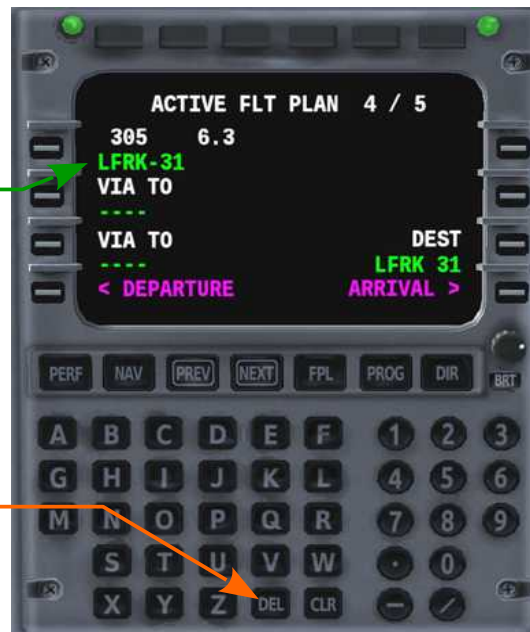 ACTIVE FLT PLAN 4 / 5
305 6.3
LFRK-31
VIA TO
----
VIA TO DEST
---- LFRK 31
< DEPARTURE ARRIVAL >
PERF NAV PREV NEXT FPL PROG DIR BRT
A B C D E F 1 2 3
G H I J K L 4 5 6
M N O P Q R 7 8 9
S T U V W · 0
X Y Z DEL CLR - /